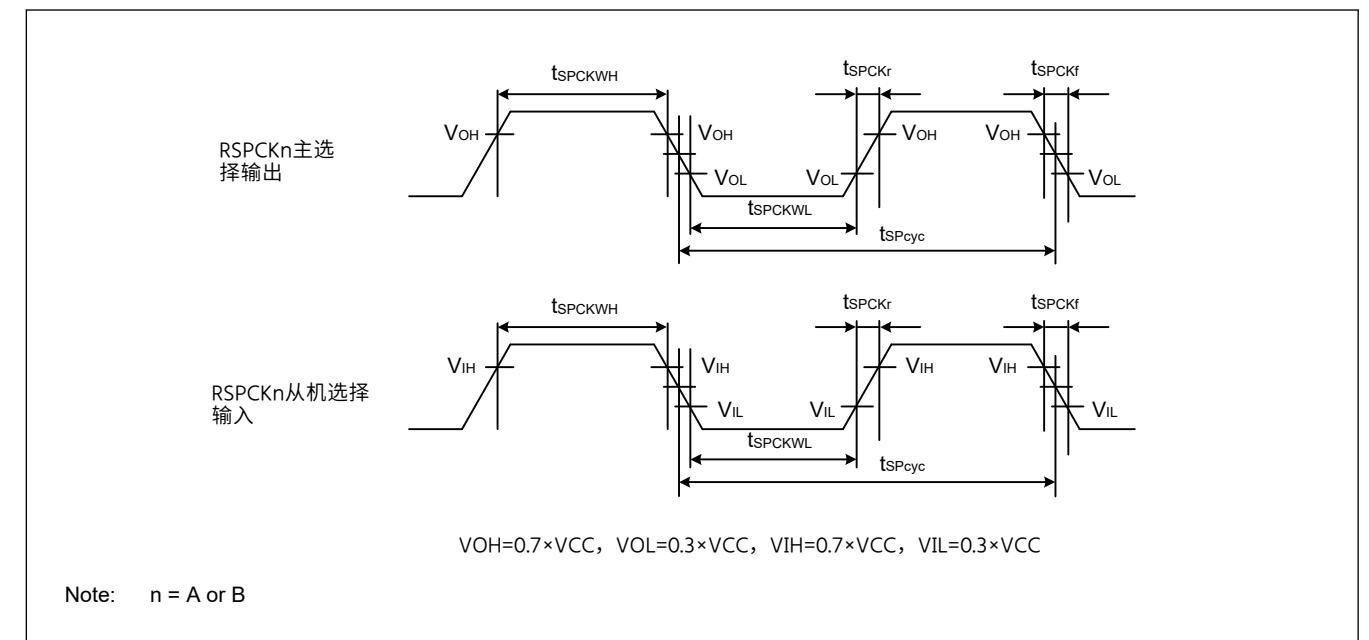 tSPCKWH
tSPCKr
tSPCKf
VOH
VOH
VOH
VOH
RSPCKn主选
择输出
VOL
VOL
VOL
tSPCKWL
tSPcyc
tSPCKWH
tSPCKr
tSPCKf
VIH
VIH
VIH
VIH
RSPCKn从机选择
输入
VIL
VIL
VIL
tSPCKWL
tSPcyc
VOH=0.7×VCC，VOL=0.3×VCC，VIH=0.7×VCC，VIL=0.3×VCC
Note: n = A or B